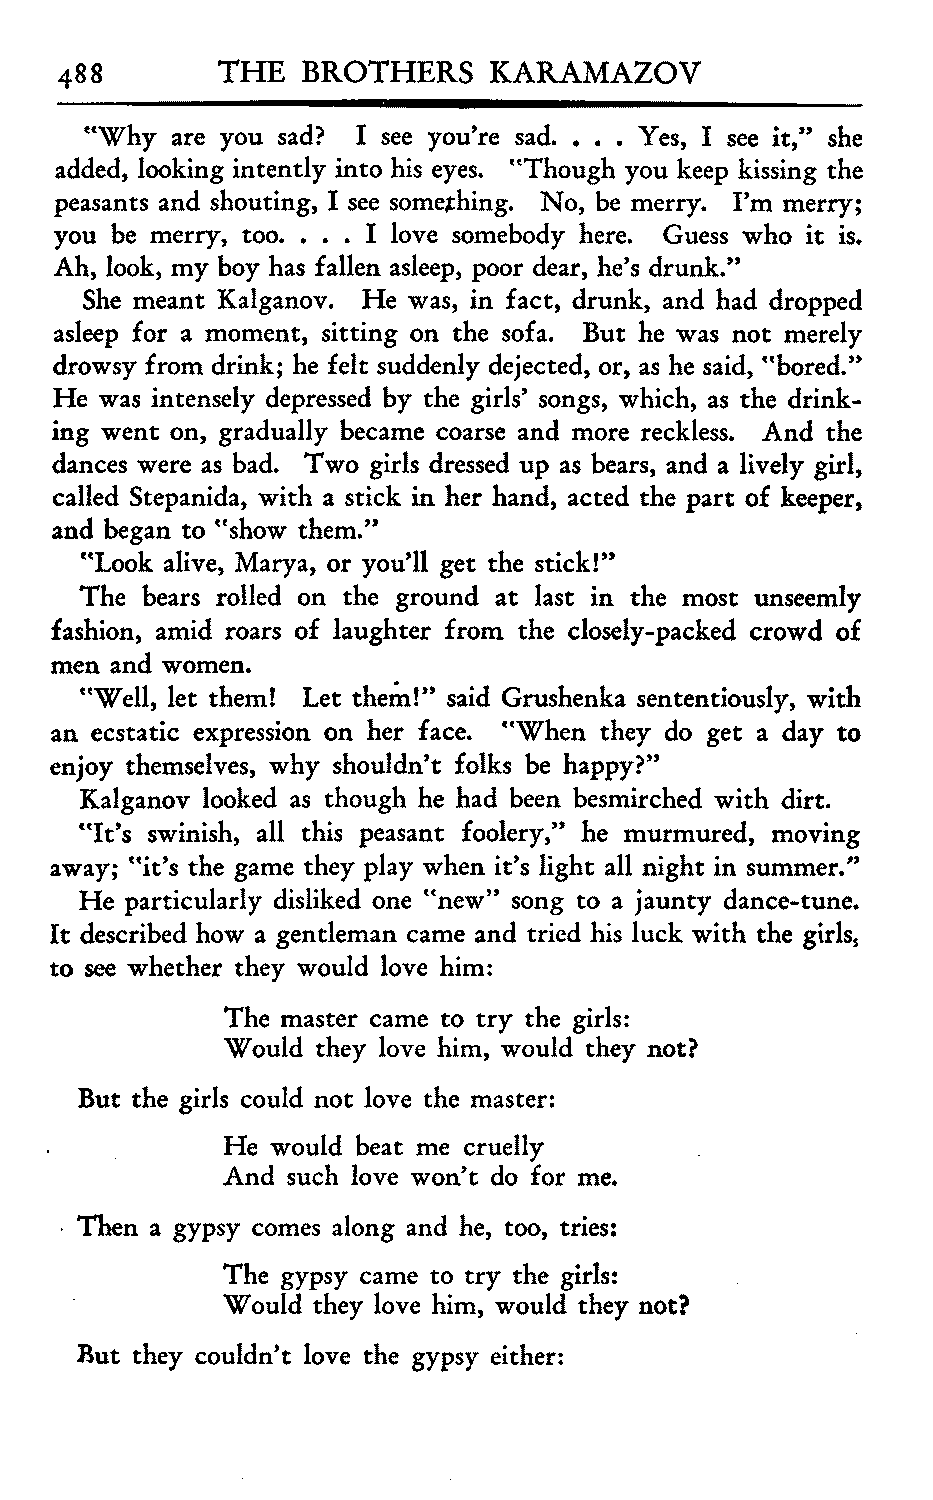 488 THE BROTHERS KARAMAZOV
"Why are you sad? I see you're sad. . . . Yes, I see it," she
added, looking intently into his eyes. "Though you keep kissing the
peasants and shouting, I see something. No, be merry. I'm merry;
you be merry, too. . . . I love somebody here. Guess who it is.
Ah, look, my boy has fallen asleep, poor dear, he's drunk."
She meant Kalganov. He was, in fact, drunk, and had dropped
asleep for a moment, sitting on the sofa. But he was not merely
drowsy from drink; he felt suddenly dejected, or, as he said, "bored."
He was intensely depressed by the girls' songs, which, as the drink-
ing went on, gradually became coarse and more reckless. And the
dances were as bad. Two girls dressed up as bears, and a lively girl,
called Stepanida, with a stick in her hand, acted the part of keeper,
and began to "show them."
"Look alive, Marya, or you'll get the stick!"
The bears rolled on the ground at last in the most unseemly
fashion, amid roars of laughter from the closely-packed crowd of
men and women.
"Well, let them! Let them!" said Grushenka sententiously, with
an ecstatic expression on her face. "When they do get a day to
enjoy themselves, why shouldn't folks be happy?"
Kalganov looked as though he had been besmirched with dirt.
"It's swinish, all this peasant foolery," he murmured, moving
away; "it's the game they play when it's light all night in summer."
He particularly disliked one "new" song to a jaunty dance-tune.
It described how a gentleman came and tried his luck with the girls,
to see whether they would love him:
The master came to try the girls:
Would they love him, would they not?
But the girls could not love the master:
He would beat me cruelly
And such love won't do for me.
Then a gypsy comes along and he, too, tries:
The gypsy came to try the girls:
Would they love him, would they not?
But they couldn't love the gypsy either: